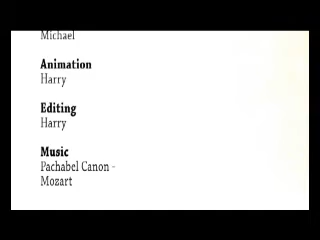 Michael
Animation
Harry
Editing
Harry
Music
Pachabel Canon -
Mozart